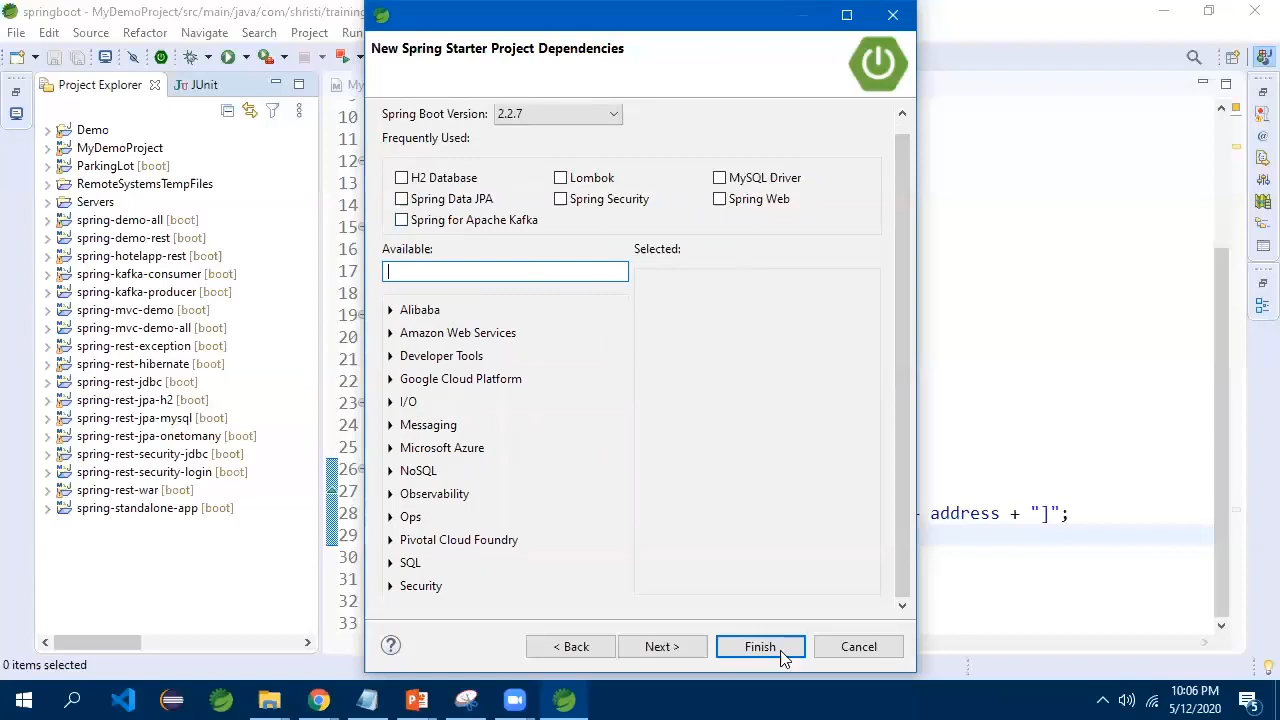 springboot - MyDemoProject/src/main/java/com/shristi/training
File Edit Source Refactor Navigate Search Project Run
Project Explorer
JUnit
Demo
MyDemoProject
ParkingLot [boot]
RemoteSystemsTempFiles
Servers
spring-demo-all [boot]
spring-demo-rest [boot]
spring-hotelapp-rest [boot]
spring-kafka-consumer [boot]
spring-kafka-producer [boot]
spring-mvc-demo [boot]
spring-mvc-demo-all [boot]
spring-rest-exception [boot]
spring-rest-hibernate [boot]
spring-rest-jdbc [boot]
spring-rest-jpa-h2 [boot]
spring-rest-jpa-mysql [boot]
spring-rest-jpa-onetomany [boot]
spring-rest-security-jdbc [boot]
spring-rest-security-login [boot]
spring-rest-war [boot]
spring-standalone-app [boot]
0 items selected
My
10
11
12
13
14
15
16
17
18
19
20
21
22
23
24
25
26
27
28
29
30
31
32
33
address + "]";
New Spring Starter Project Dependencies
Spring Boot Version: 2.2.7
Frequently Used:
H2 Database Lombok MySQL Driver
Spring Data JPA Spring Security Spring Web
Spring for Apache Kafka
Available: Selected:
Alibaba
Amazon Web Services
Developer Tools
Google Cloud Platform
I/O
Messaging
Microsoft Azure
NoSQL
Observability
Ops
Pivotal Cloud Foundry
SQL
Security
< Back Next > Finish Cancel
10:06 PM
5/12/2020
5